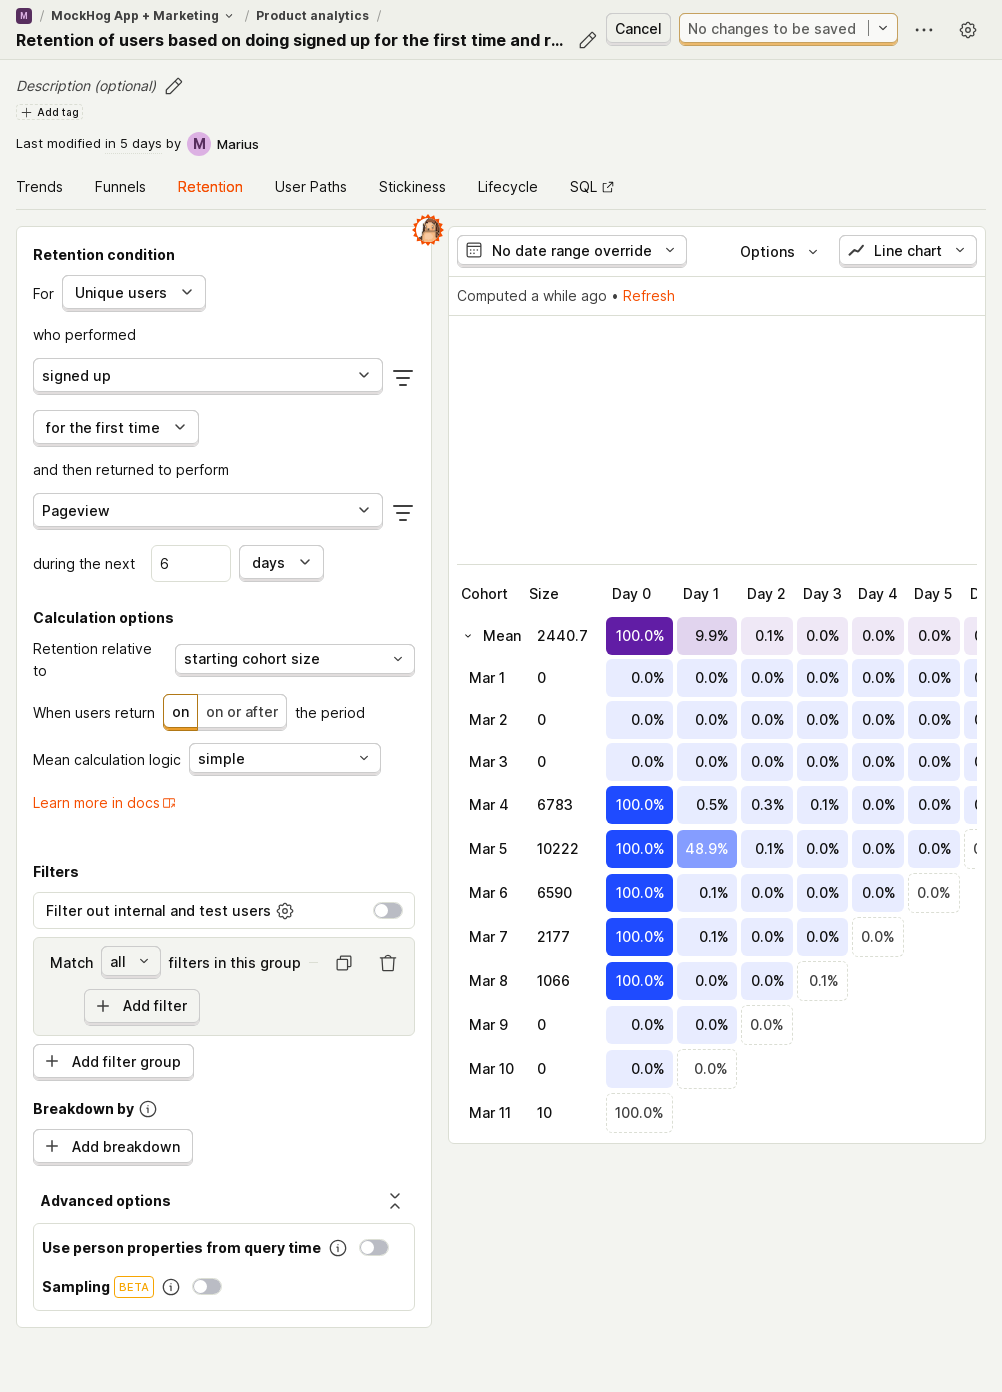 M / MockHog App + Marketing / Product analytics /
Retention of users based on doing signed up for the first time and r...
Cancel
No changes to be saved
Description (optional)
Add tag
Last modified in 5 days by M Marius
Trends Funnels Retention User Paths Stickiness Lifecycle SQL
Retention condition
For Unique users
who performed
signed up
for the first time
and then returned to perform
Pageview
during the next 6 days
Calculation options
Retention relative
to
starting cohort size
When users return on on or after the period
Mean calculation logic simple
Learn more in docs
Filters
Filter out internal and test users
Match all filters in this group
Add filter
Add filter group
Breakdown by
Add breakdown
Advanced options
Use person properties from query time
Sampling BETA
No date range override Options Line chart
Computed a while ago • Refresh
Cohort Size Day 0 Day 1 Day 2 Day 3 Day 4 Day 5
Mean 2440.7 100.0% 9.9% 0.1% 0.0% 0.0% 0.0%
Mar 1 0 0.0% 0.0% 0.0% 0.0% 0.0% 0.0%
Mar 2 0 0.0% 0.0% 0.0% 0.0% 0.0% 0.0%
Mar 3 0 0.0% 0.0% 0.0% 0.0% 0.0% 0.0%
Mar 4 6783 100.0% 0.5% 0.3% 0.1% 0.0% 0.0%
Mar 5 10222 100.0% 48.9% 0.1% 0.0% 0.0% 0.0%
Mar 6 6590 100.0% 0.1% 0.0% 0.0% 0.0% 0.0%
Mar 7 2177 100.0% 0.1% 0.0% 0.0% 0.0%
Mar 8 1066 100.0% 0.0% 0.0% 0.1%
Mar 9 0 0.0% 0.0% 0.0%
Mar 10 0 0.0% 0.0%
Mar 11 10 100.0%